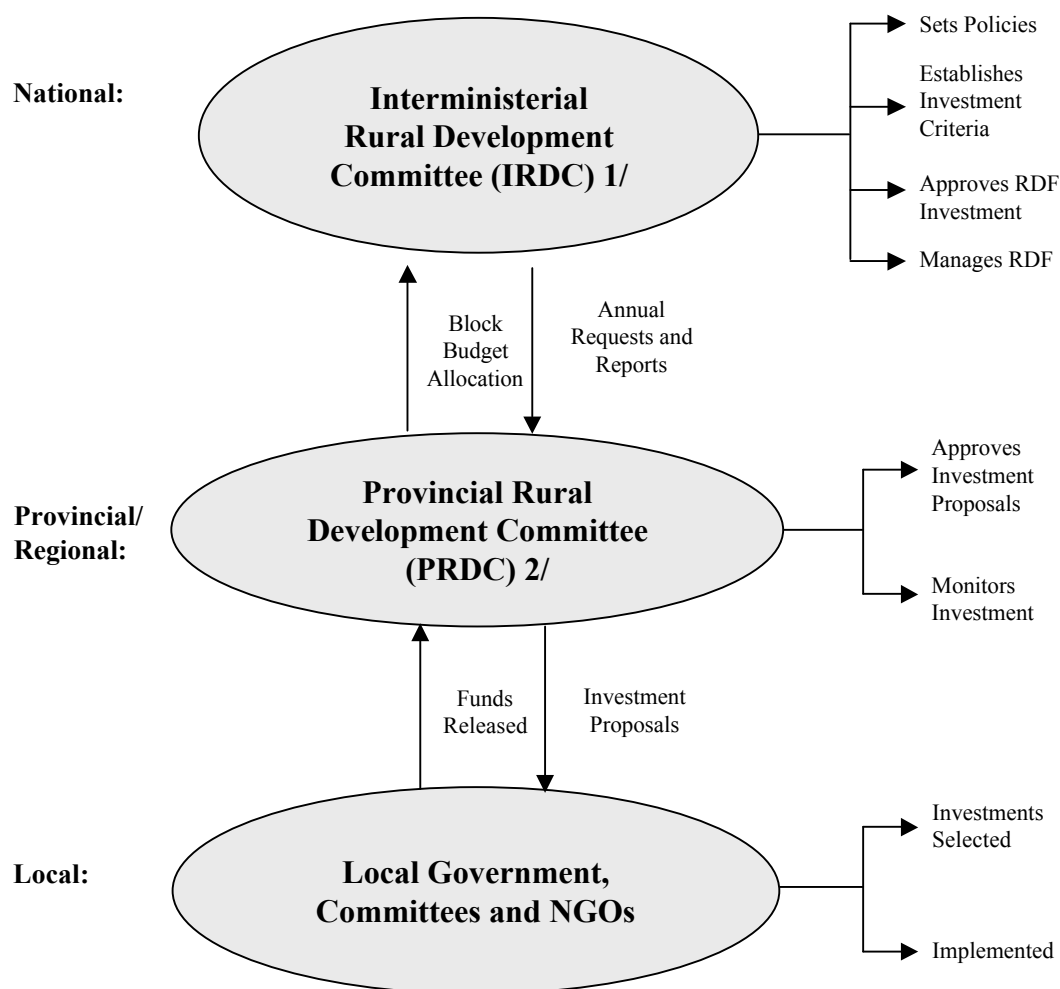 National:
Interministerial
Rural Development
Committee (IRDC) 1/
Sets Policies
Establishes
Investment
Criteria
Approves RDF
Investment
Manages RDF
Block
Budget
Allocation
Annual
Requests and
Reports
Provincial/
Regional:
Provincial Rural
Development Committee
(PRDC) 2/
Approves
Investment
Proposals
Monitors
Investment
Funds
Released
Investment
Proposals
Local:
Local Government,
Committees and NGOs
Investments
Selected
Implemented